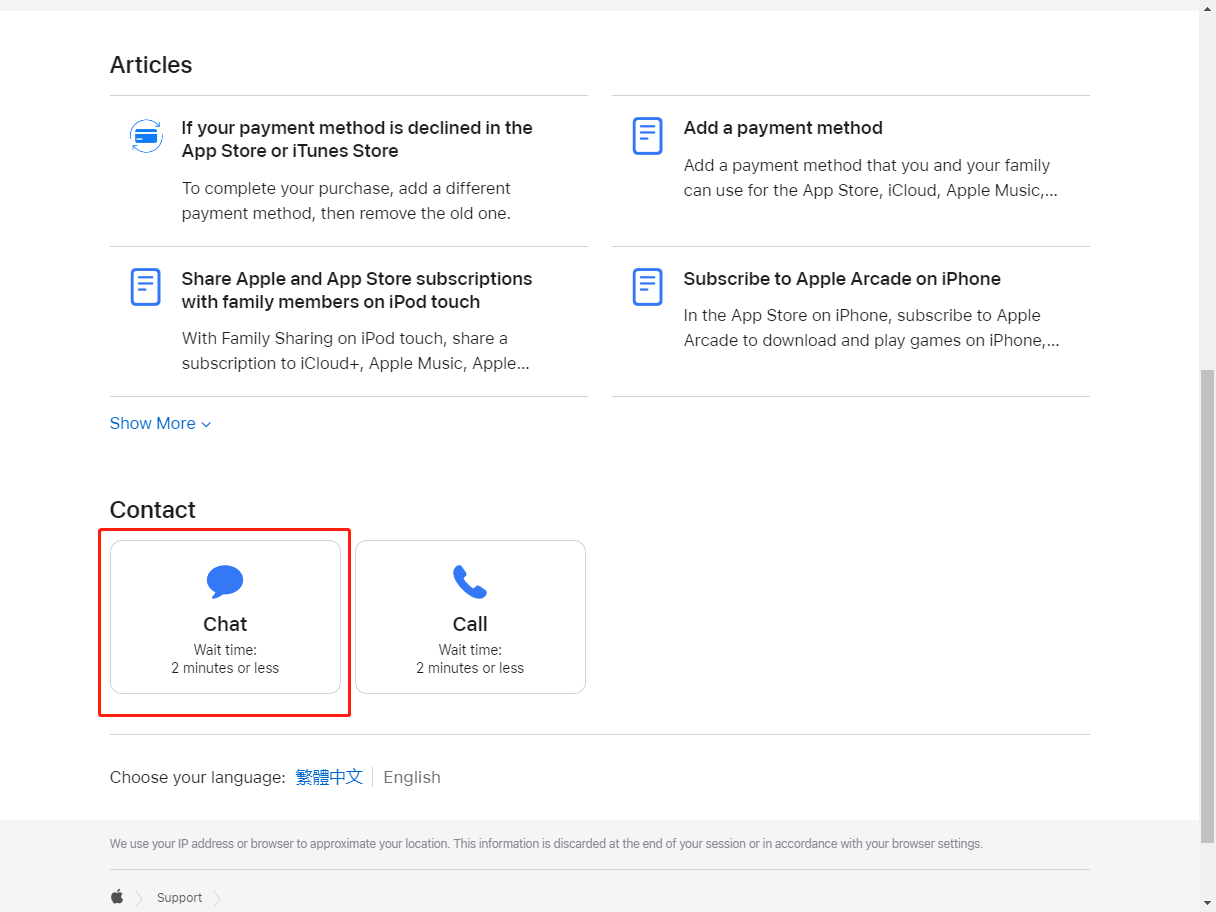 Articles
If your payment method is declined in the
App Store or iTunes Store
To complete your purchase, add a different
payment method, then remove the old one.
Add a payment method
Add a payment method that you and your family
can use for the App Store, iCloud, Apple Music,...
Share Apple and App Store subscriptions
with family members on iPod touch
With Family Sharing on iPod touch, share a
subscription to iCloud+, Apple Music, Apple...
Subscribe to Apple Arcade on iPhone
In the App Store on iPhone, subscribe to Apple
Arcade to download and play games on iPhone,...
Show More
Contact
Chat
Wait time:
2 minutes or less
Call
Wait time:
2 minutes or less
Choose your language: 繁體中文 English
We use your IP address or browser to approximate your location. This information is discarded at the end of your session or in accordance with your browser settings.
Support